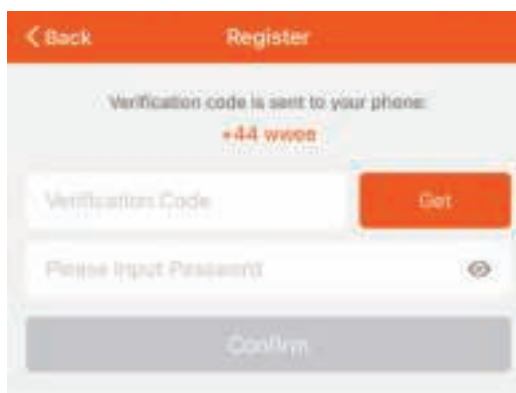 Back Register
Verification code is sent to your phone:
+44
Verification Code Get
Please Input Password
Confirm